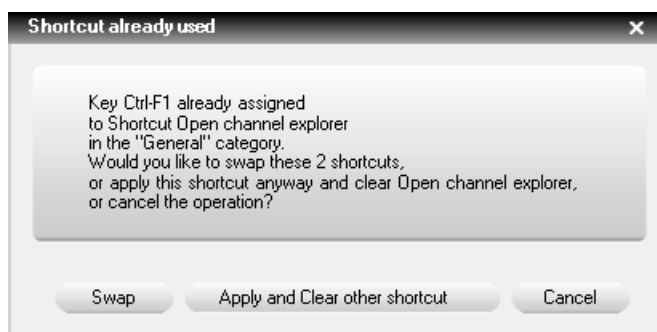 Shortcut already used
Key Ctrl-F1 already assigned
to Shortcut Open channel explorer
in the "General" category.
Would you like to swap these 2 shortcuts,
or apply this shortcut anyway and clear Open channel explorer,
or cancel the operation?
Swap Apply and Clear other shortcut Cancel